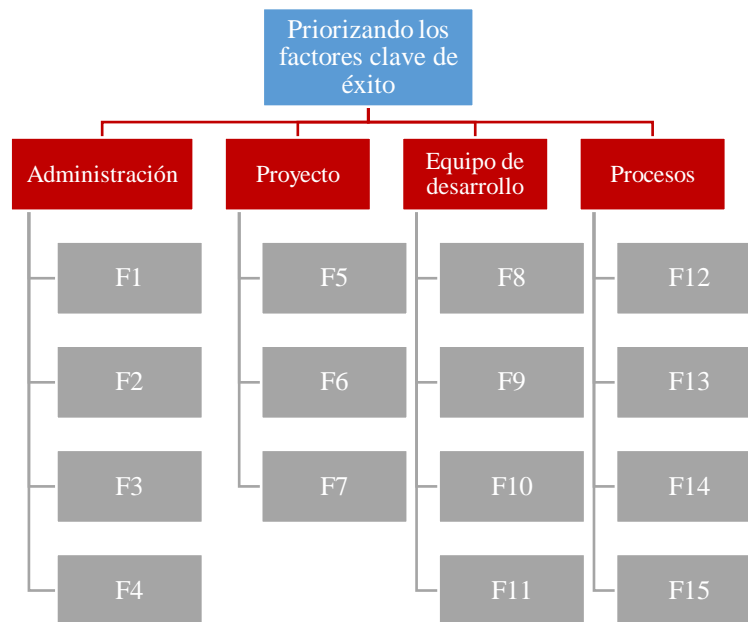 Priorizando los
factores clave de
éxito
Administración
Proyecto
Equipo de
desarrollo
Procesos
F1
F5
F8
F12
F2
F6
F9
F13
F3
F7
F10
F14
F4
F11
F15